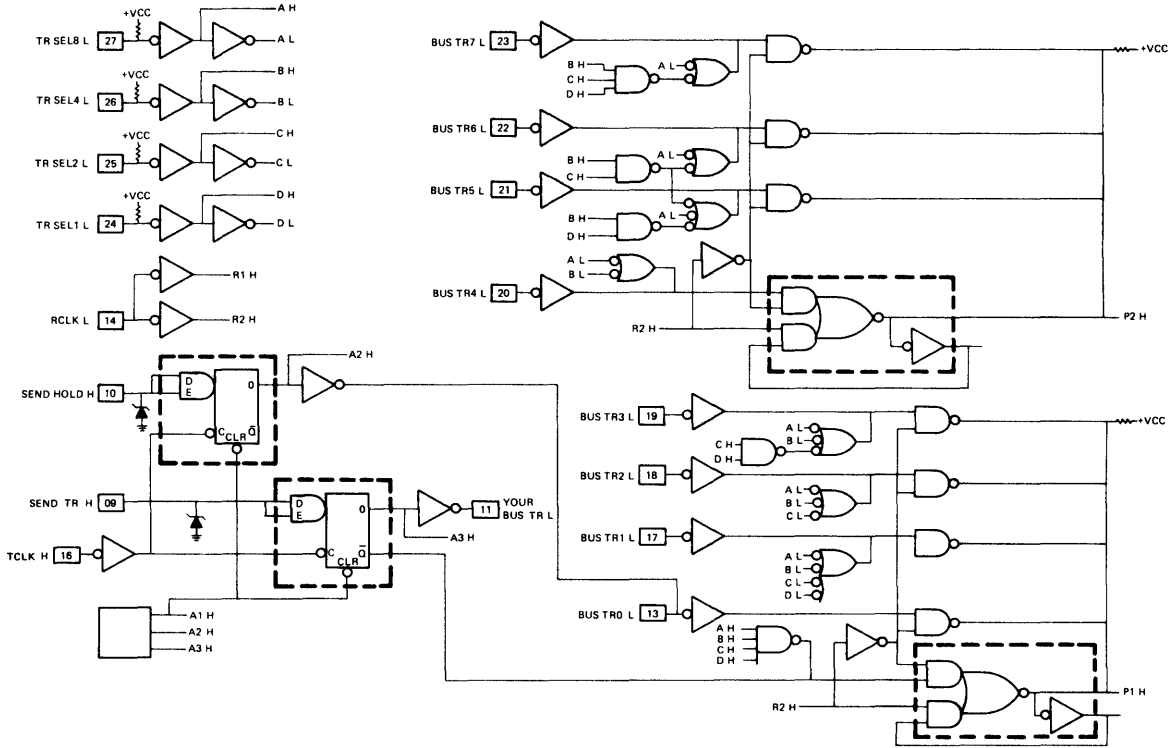 +VCC
A H
TR SEL8 L 27
A L
+VCC
B H
TR SEL4 L 26
B L
+VCC
C H
TR SEL2 L 25
C L
+VCC
D H
TR SEL1 L 24
D L
R1 H
RCLK L 14
R2 H
A2 H
SEND HOLD H 10
D
E
0
C
CLR
Q
SEND TR H 09
D
E
0
C
CLR
Q
11 YOUR
BUS TR L
A3 H
TCLK H 16
A1 H
A2 H
A3 H
BUS TR7 L 23
+VCC
B H
C H
D H
A L
BUS TR6 L 22
B H
C H
A L
BUS TR5 L 21
B H
D H
A L
A L
B L
BUS TR4 L 20
R2 H
P2 H
BUS TR3 L 19
+VCC
A L
B L
C H
D H
BUS TR2 L 18
A L
B L
C L
BUS TR1 L 17
A L
B L
C L
D L
BUS TR0 L 13
A H
B H
C H
D H
R2 H
P1 H